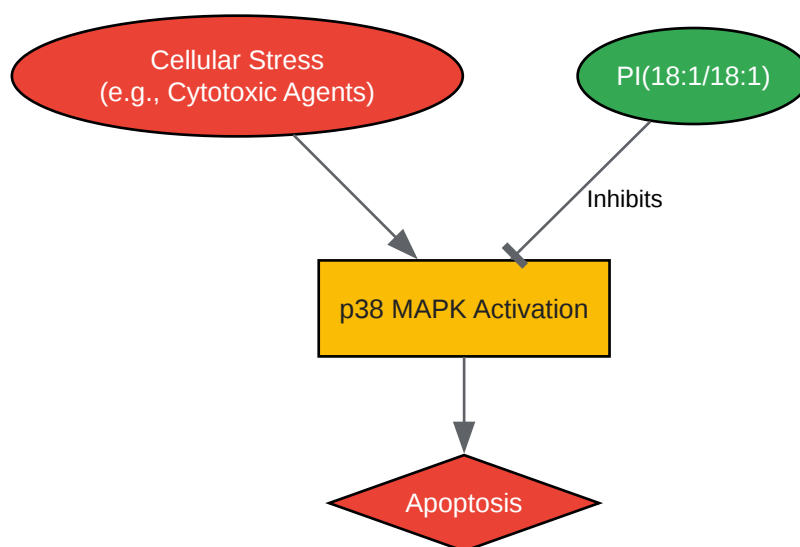 Cellular Stress
(e.g., Cytotoxic Agents)
PI(18:1/18:1)
Inhibits
p38 MAPK Activation
Apoptosis